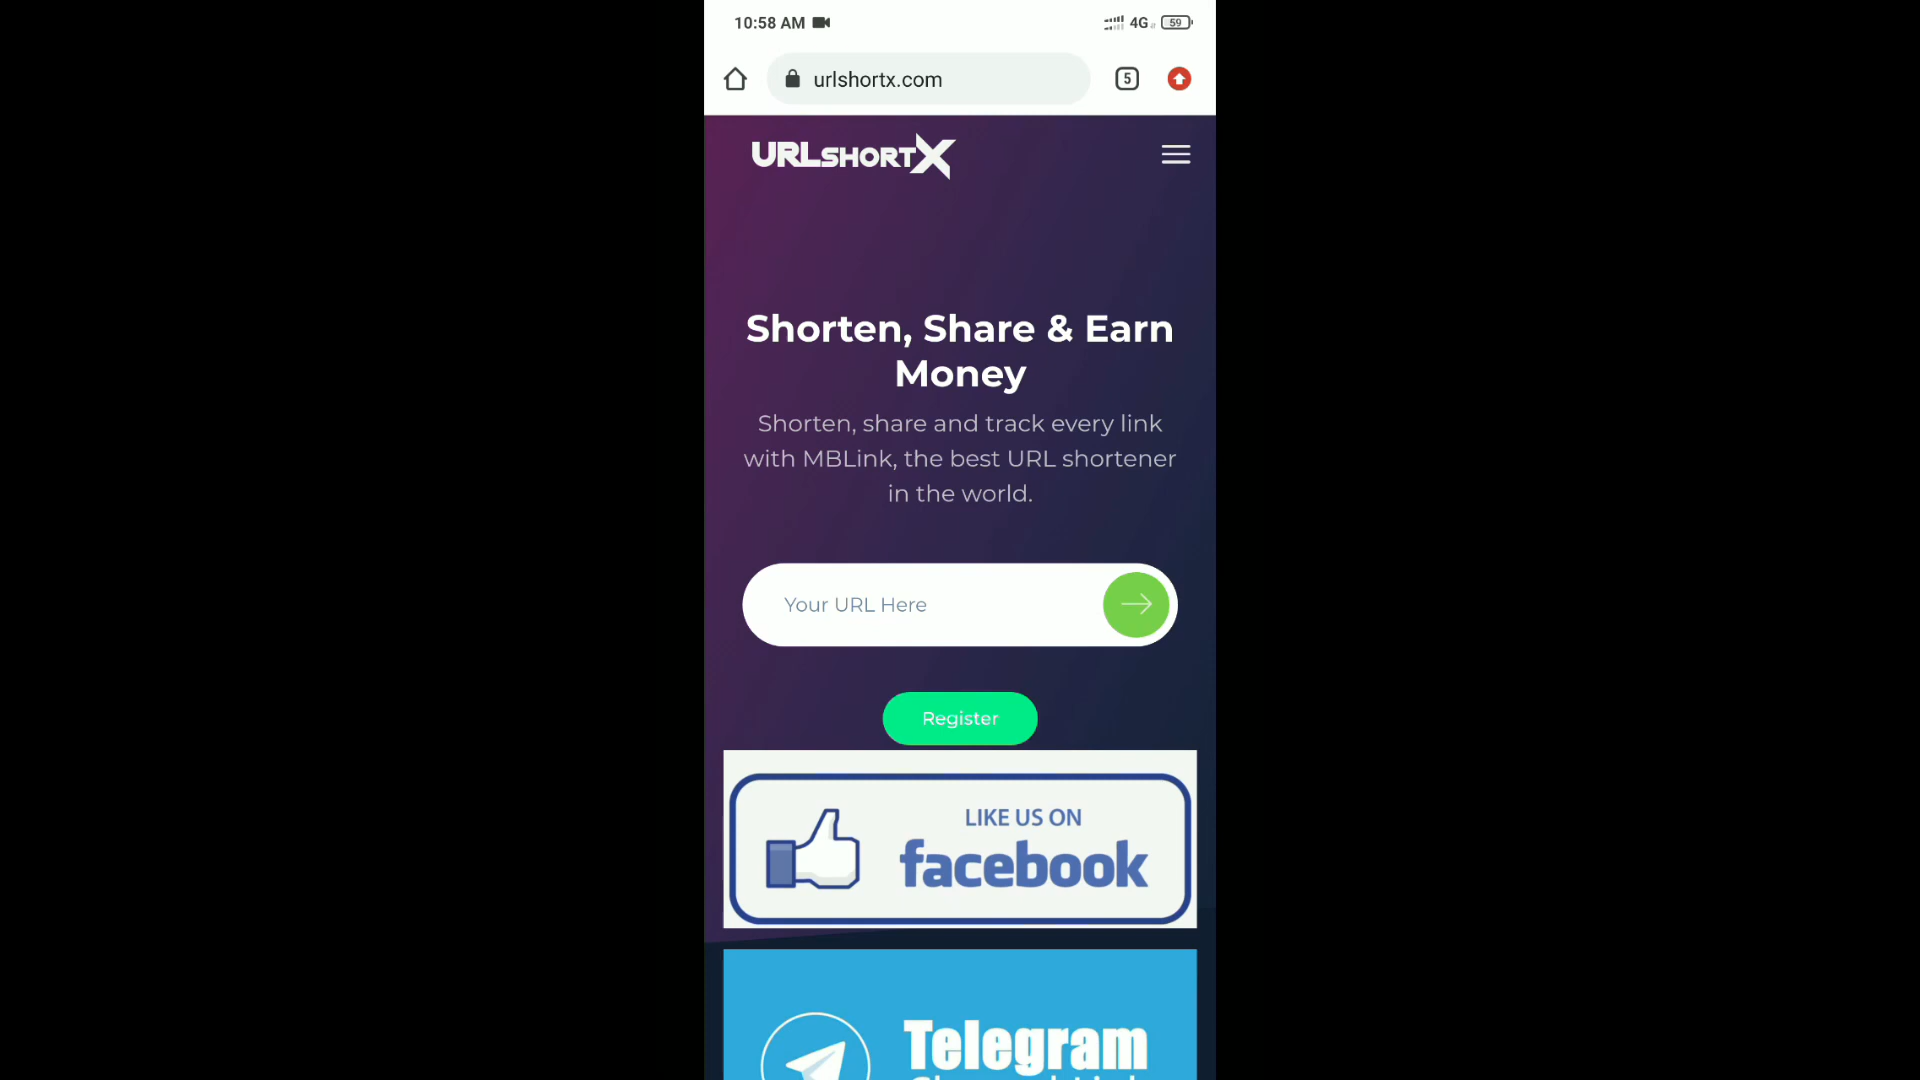 10:58 AM
4G
59
urlshortx.com
5
URLSHORTX
Shorten, Share & Earn
Money
Shorten, share and track every link
with MBLink, the best URL shortener
in the world.
Your URL Here
Register
LIKE US ON
facebook
Telegram